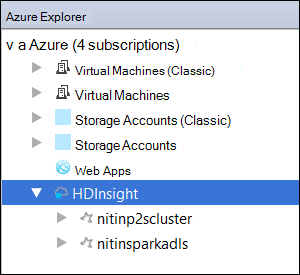 Azure Explorer
v a Azure (4 subscriptions)
Virtual Machines (Classic)
Virtual Machines
Storage Accounts (Classic)
Storage Accounts
Web Apps
HDInsight
nitinp2scluster
nitinsparkadls